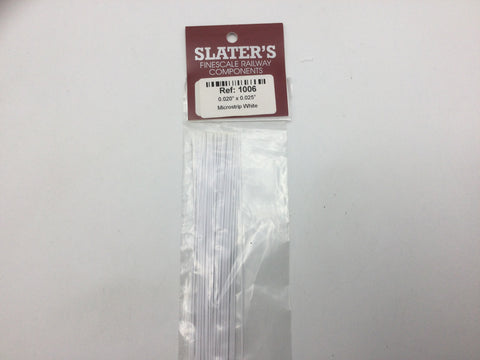 SLATER'S
FINESCALE RAILWAY
COMPONENTS
Ref: 1006
0.020" x 0.025"
Microstrip White